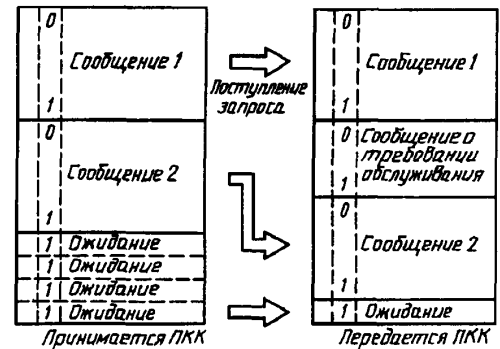 0
Сообщение 1
1
0
Сообщение 2
1
1 Ожидание
1 Ожидание
1 Ожидание
1 Ожидание
Принимается ПКК
Поступление
запроса
0
Сообщение 1
1
0 Сообщение о
требовании
1 обслуживания
0
Сообщение 2
1
1 Ожидание
Передается ПКК